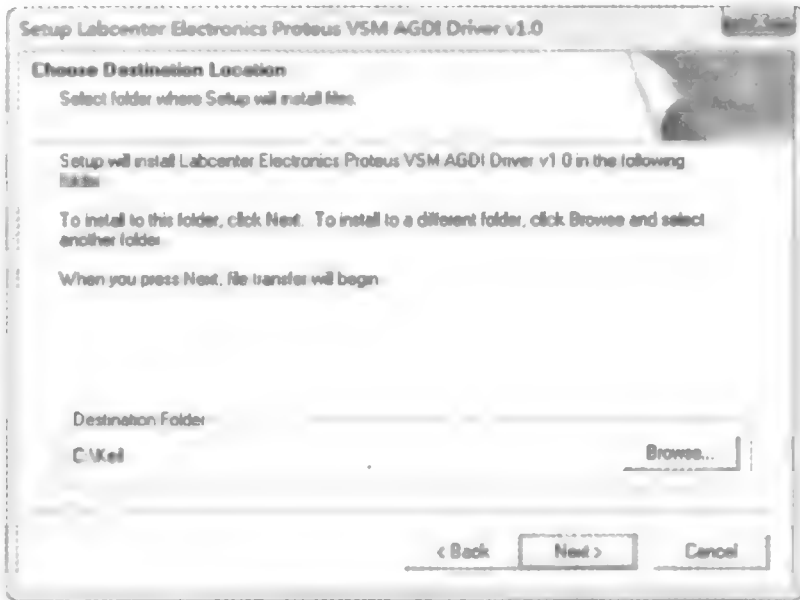 Setup Labcenter Electronics Proteus VSM AGDI Driver v1.0
Choose Destination Location
Select folder where Setup will install files.
Setup will install Labcenter Electronics Proteus VSM AGDI Driver v1.0 in the following
folder.
To install to this folder, click Next. To install to a different folder, click Browse and select
another folder.
When you press Next, file transfer will begin
Destination Folder
C:\Keil
Browse...
< Back
Next >
Cancel